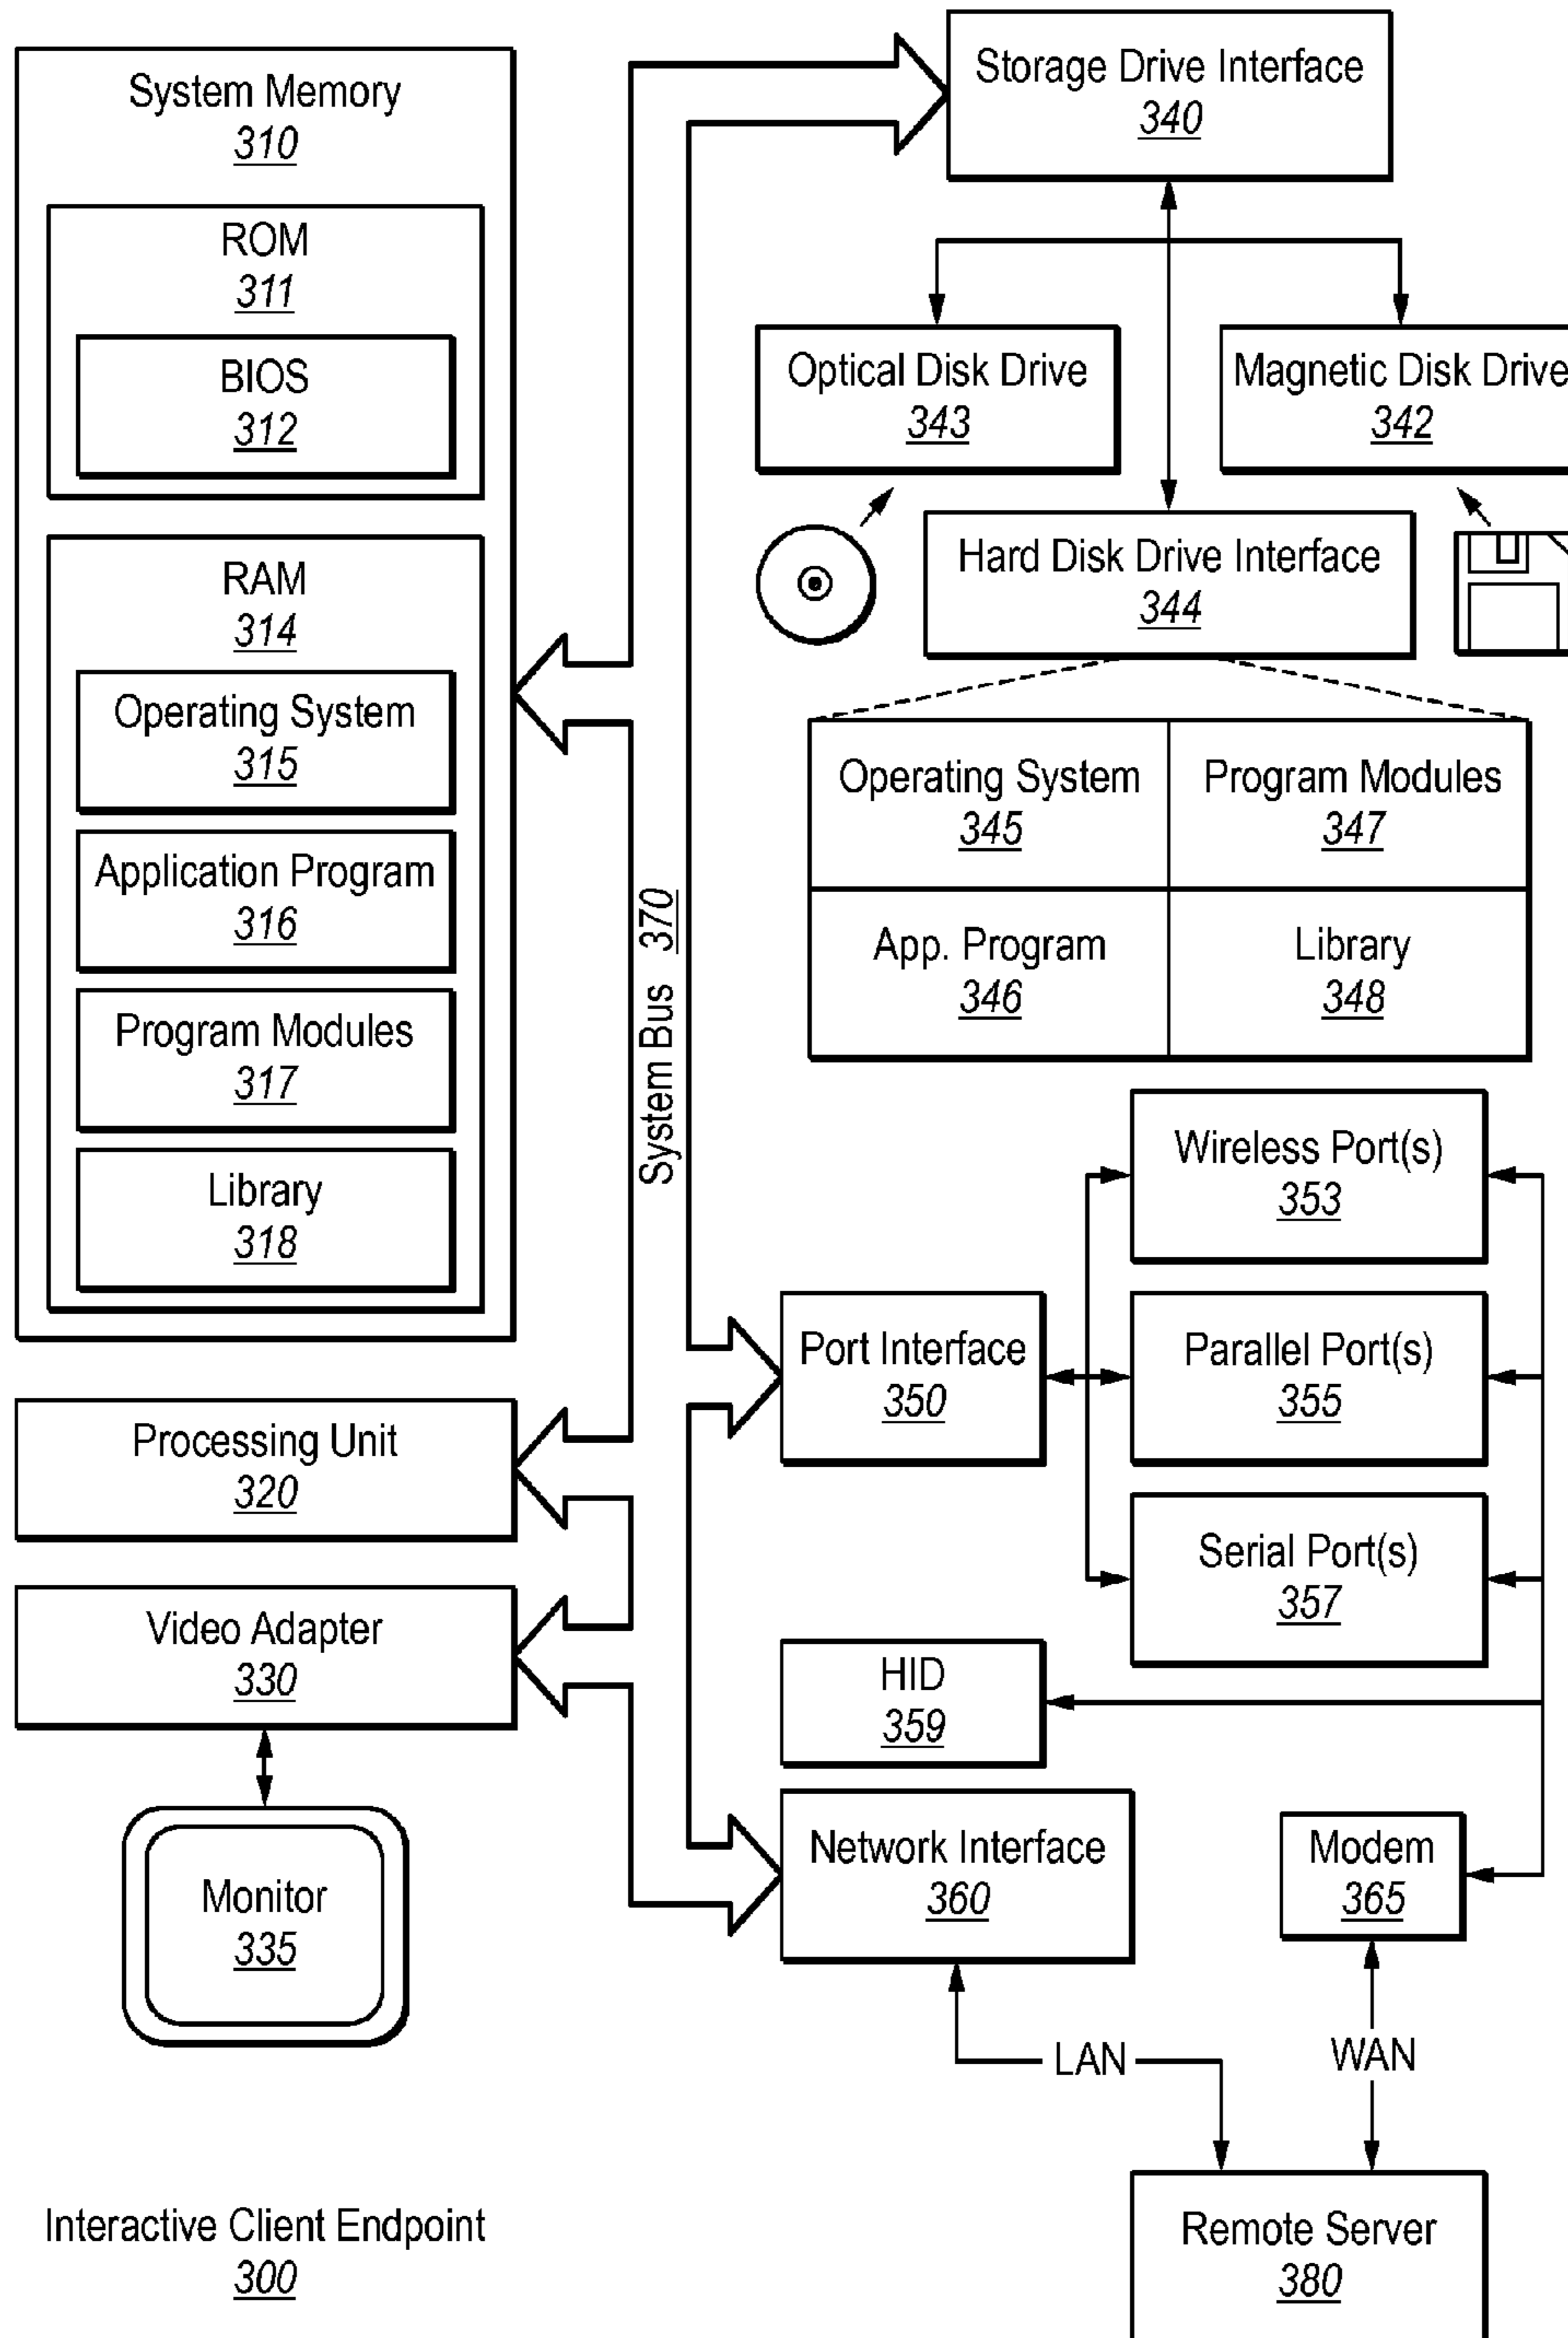 System Memory
310
ROM
311
BIOS
312
RAM
314
Operating System
315
Application Program
316
Program Modules
317
Library
318
Processing Unit
320
Video Adapter
330
Monitor
335
Interactive Client Endpoint
300
System Bus 370
Storage Drive Interface
340
Optical Disk Drive
343
Magnetic Disk Drive
342
Hard Disk Drive Interface
344
Operating System
345
Program Modules
347
App. Program
346
Library
348
Wireless Port(s)
353
Port Interface
350
Parallel Port(s)
355
Serial Port(s)
357
HID
359
Network Interface
360
Modem
365
LAN
WAN
Remote Server
380